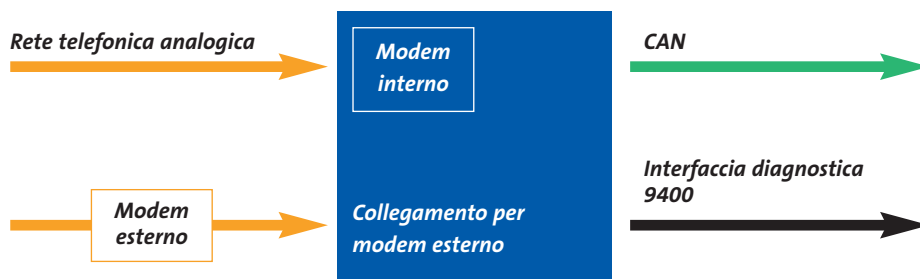 Rete telefonica analogica
Modem
interno
CAN
Modem
esterno
Collegamento per
modem esterno
Interfaccia diagnostica
9400